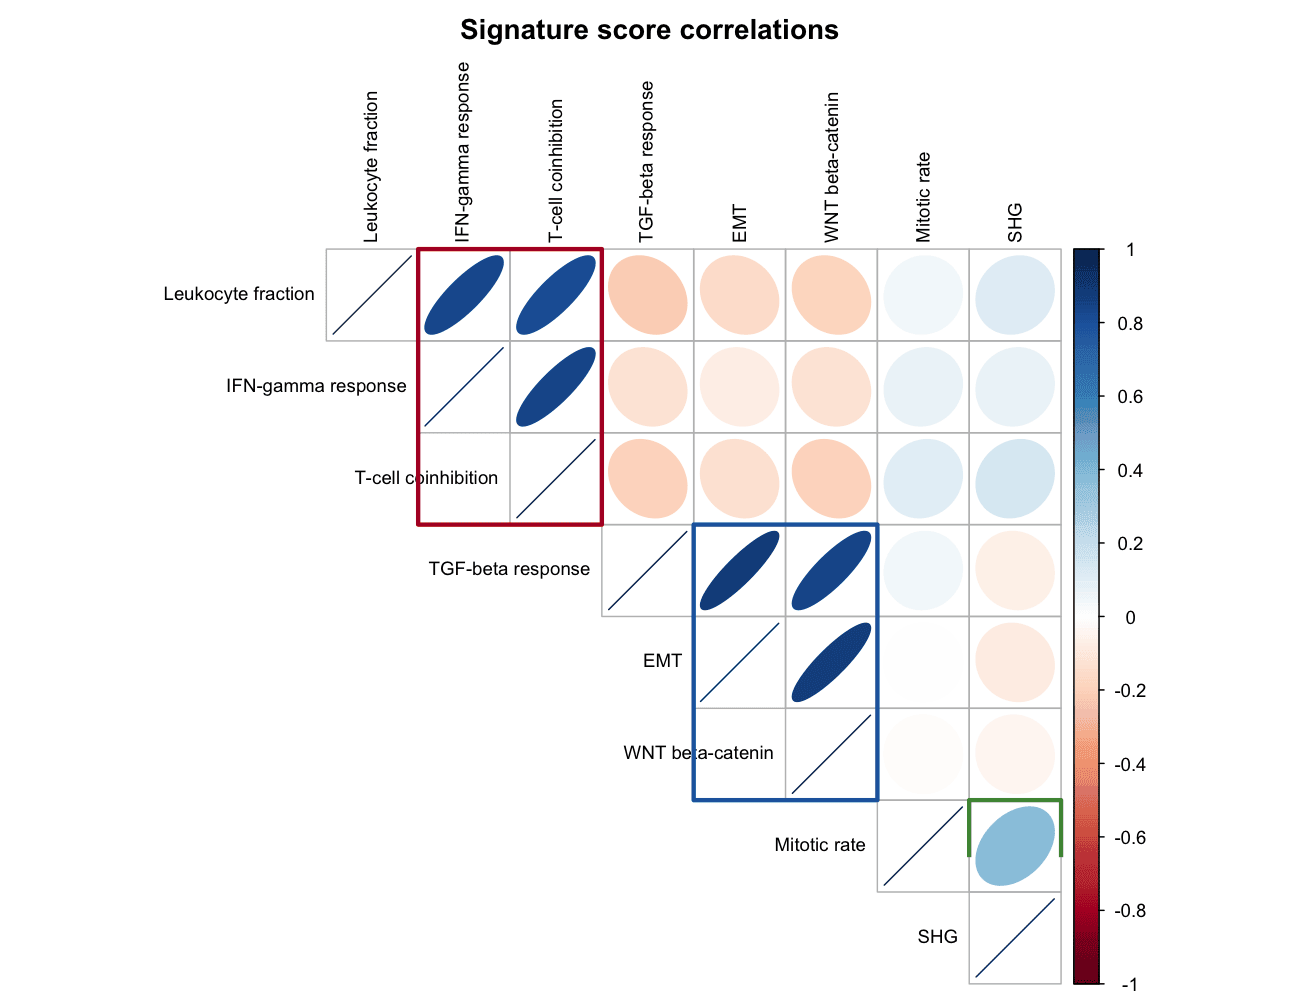 Signature score correlations
Leukocyte fraction
IFN-gamma response
T-cell coinhibition
TGF-beta response
EMT
WNT beta-catenin
Mitotic rate
SHG
Leukocyte fraction
IFN-gamma response
T-cell coinhibition
TGF-beta response
EMT
WNT beta-catenin
Mitotic rate
SHG
1
0.8
0.6
0.4
0.2
0
-0.2
-0.4
-0.6
-0.8
-1